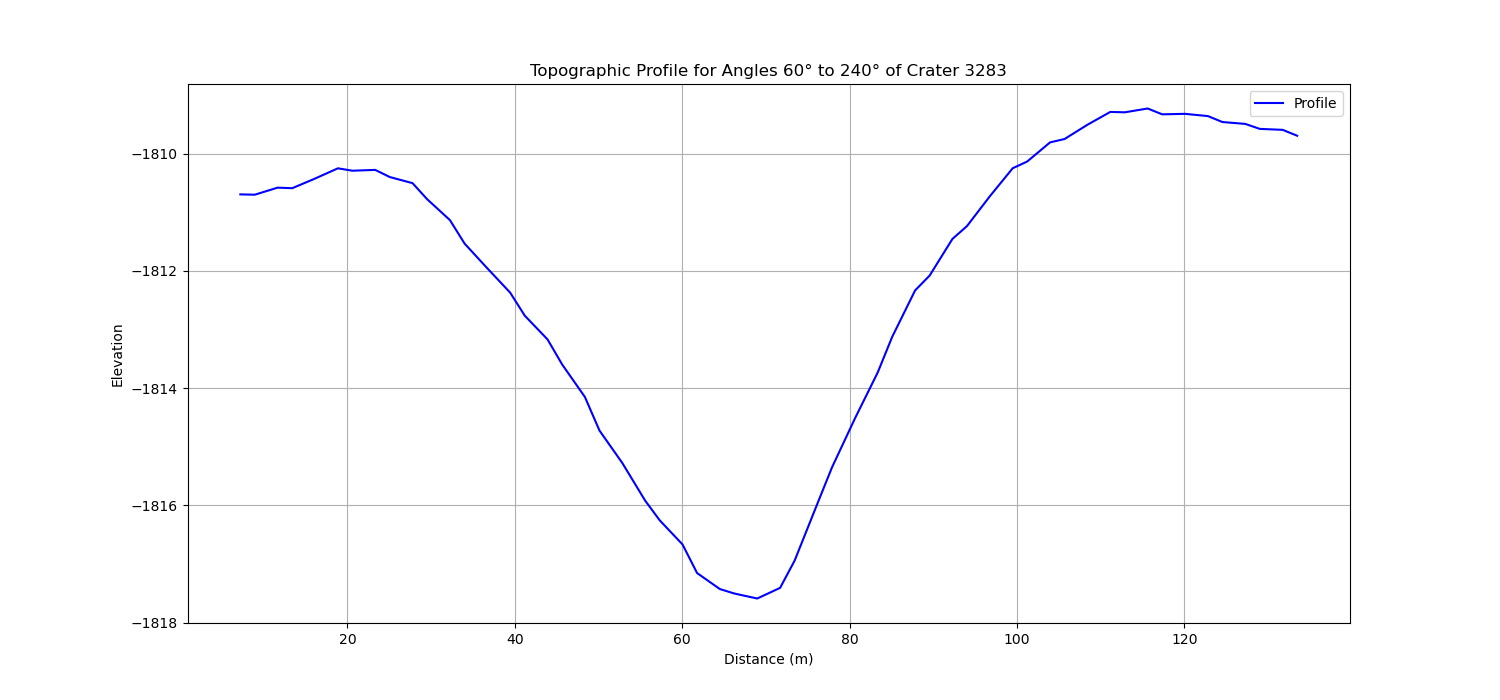 Topographic Profile for Angles 60° to 240° of Crater 3283
Profile
−1810
−1812
−1814
−1816
−1818
Elevation
20 40 60 80 100 120
Distance (m)